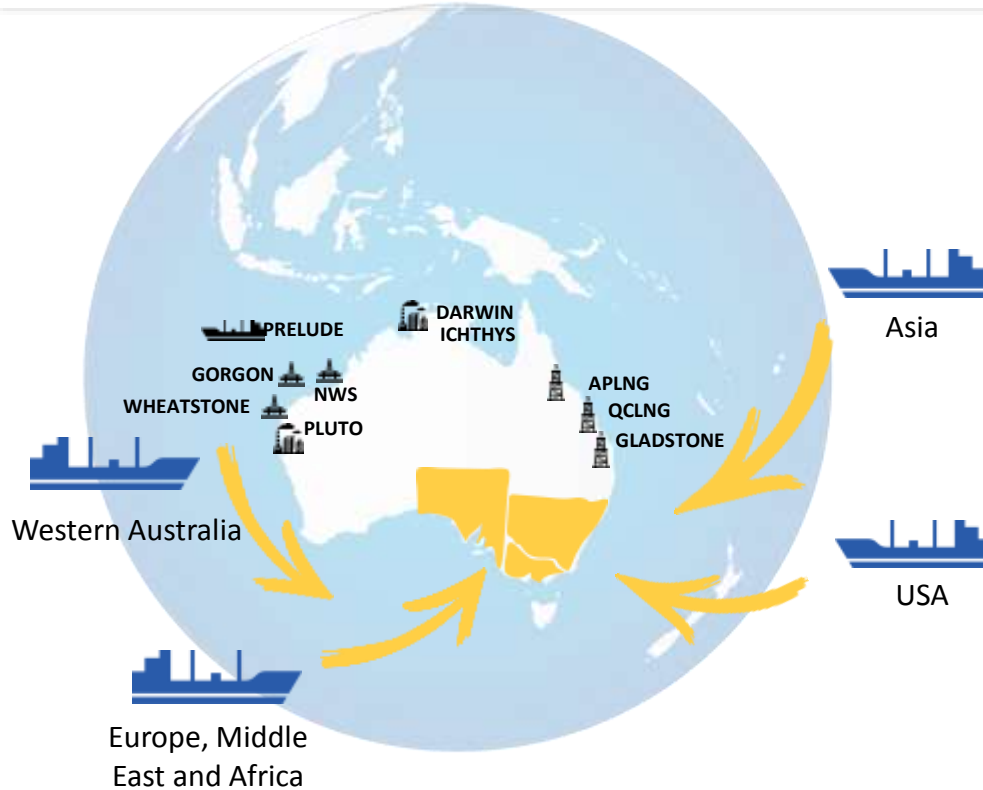 DARWIN
ICHTHYS
PRELUDE
GORGON
NWS
WHEATSTONE
PLUTO
APLNG
QCLNG
GLADSTONE
Asia
Western Australia
USA
Europe, Middle
East and Africa